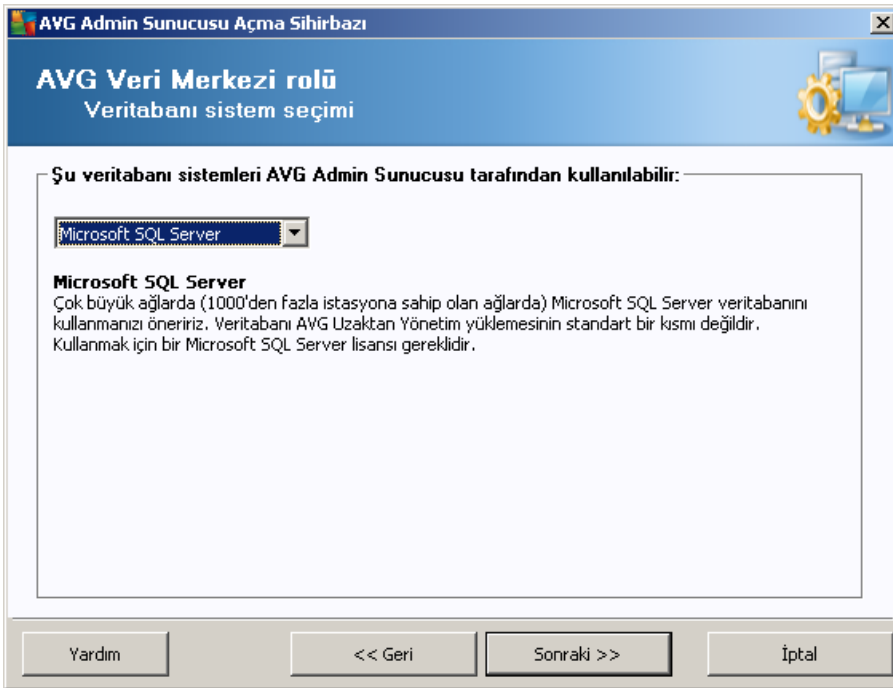 AVG Admin Sunucusu Açma Sihirbazı
AVG Veri Merkezi rolü
Veritabanı sistem seçimi
Şu veritabanı sistemleri AVG Admin Sunucusu tarafından kullanılabilir:
Microsoft SQL Server
Microsoft SQL Server
Çok büyük ağlarda (1000'den fazla istasyona sahip olan ağlarda) Microsoft SQL Server veritabanını
kullanmanızı öneririz. Veritabanı AVG Uzaktan Yönetim yüklemesinin standart bir kısmı değildir.
Kullanmak için bir Microsoft SQL Server lisansı gereklidir.
Yardım
<< Geri
Sonraki >>
İptal